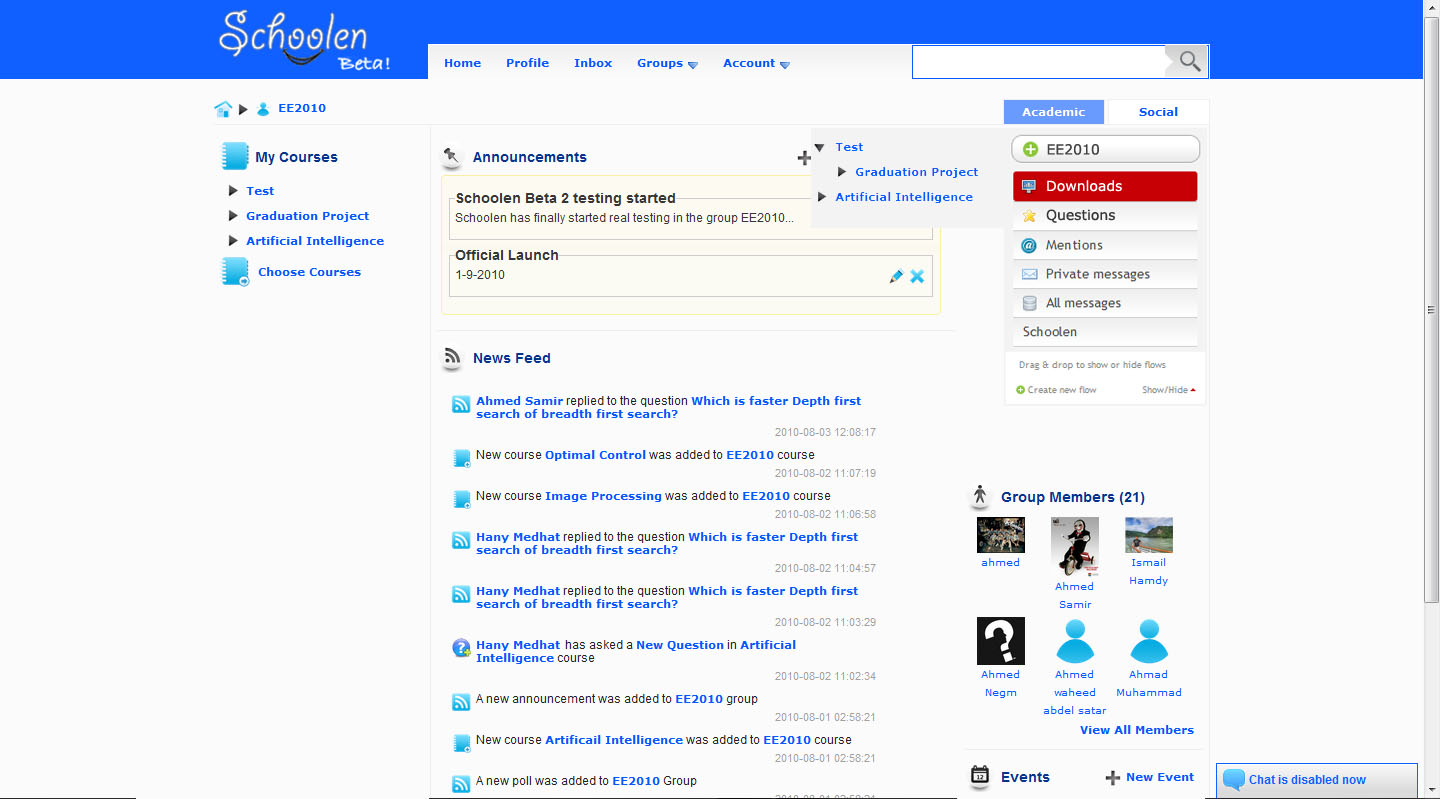 Schoolen
Beta!
Home Profile Inbox Groups Account
EE2010
Academic Social
My Courses
Test
Graduation Project
Artificial Intelligence
Choose Courses
Announcements
Schoolen Beta 2 testing started
Schoolen has finally started real testing in the group EE2010...
Official Launch
1-9-2010
Test
Graduation Project
Artificial Intelligence
EE2010
Downloads
Questions
Mentions
Private messages
All messages
Schoolen
Drag & drop to show or hide flows
Create new flow Show/Hide
News Feed
Ahmed Samir replied to the question Which is faster Depth first
search of breadth first search?
2010-08-03 12:08:17
New course Optimal Control was added to EE2010 course
2010-08-02 11:07:19
New course Image Processing was added to EE2010 course
2010-08-02 11:06:58
Hany Medhat replied to the question Which is faster Depth first
search of breadth first search?
2010-08-02 11:04:57
Hany Medhat replied to the question Which is faster Depth first
search of breadth first search?
2010-08-02 11:03:29
Hany Medhat has asked a New Question in Artificial
Intelligence course
2010-08-02 11:02:34
A new announcement was added to EE2010 group
2010-08-01 02:58:21
New course Artificail Intelligence was added to EE2010 course
2010-08-01 02:58:21
A new poll was added to EE2010 Group
Group Members (21)
ahmed
Ahmed
Samir
Ismail
Hamdy
Ahmed
Negm
Ahmed
waheed
abdel satar
Ahmad
Muhammad
View All Members
12
Events
New Event
Chat is disabled now